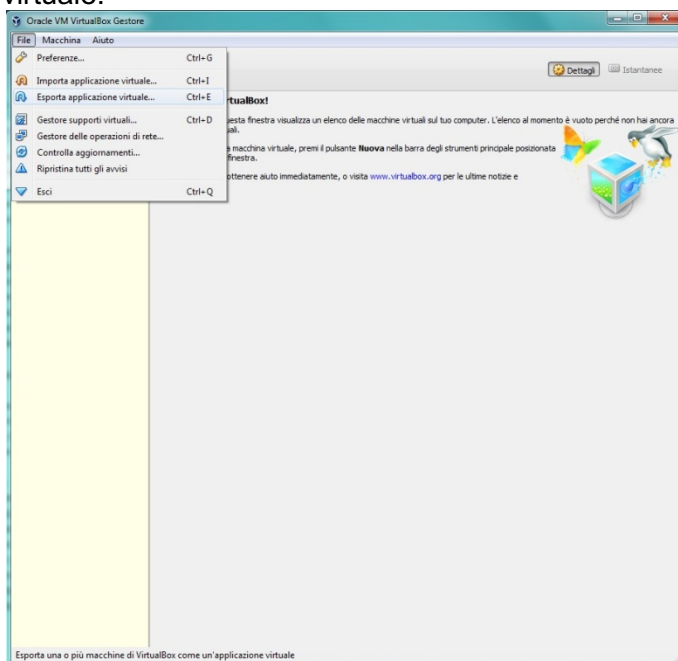 virtuale.
Oracle VM VirtualBox Gestore
File Macchina Aiuto
Preferenze... Ctrl+G
Importa applicazione virtuale... Ctrl+I
Esporta applicazione virtuale... Ctrl+E
Gestore supporti virtuali... Ctrl+D
Gestore delle operazioni di rete...
Controlla aggiornamenti...
Ripristina tutti gli avvisi
Esci Ctrl+Q
Dettagli Istantanee
rtualBox!
uesta finestra visualizza un elenco delle macchine virtuali sul tuo computer. L'elenco al momento è vuoto perché non hai ancora
uali.
a macchina virtuale, premi il pulsante Nuova nella barra degli strumenti principale posizionata
finestra.
ottenere aiuto immediatamente, o visita www.virtualbox.org per le ultime notizie e
Esporta una o più macchine di VirtualBox come un'applicazione virtuale